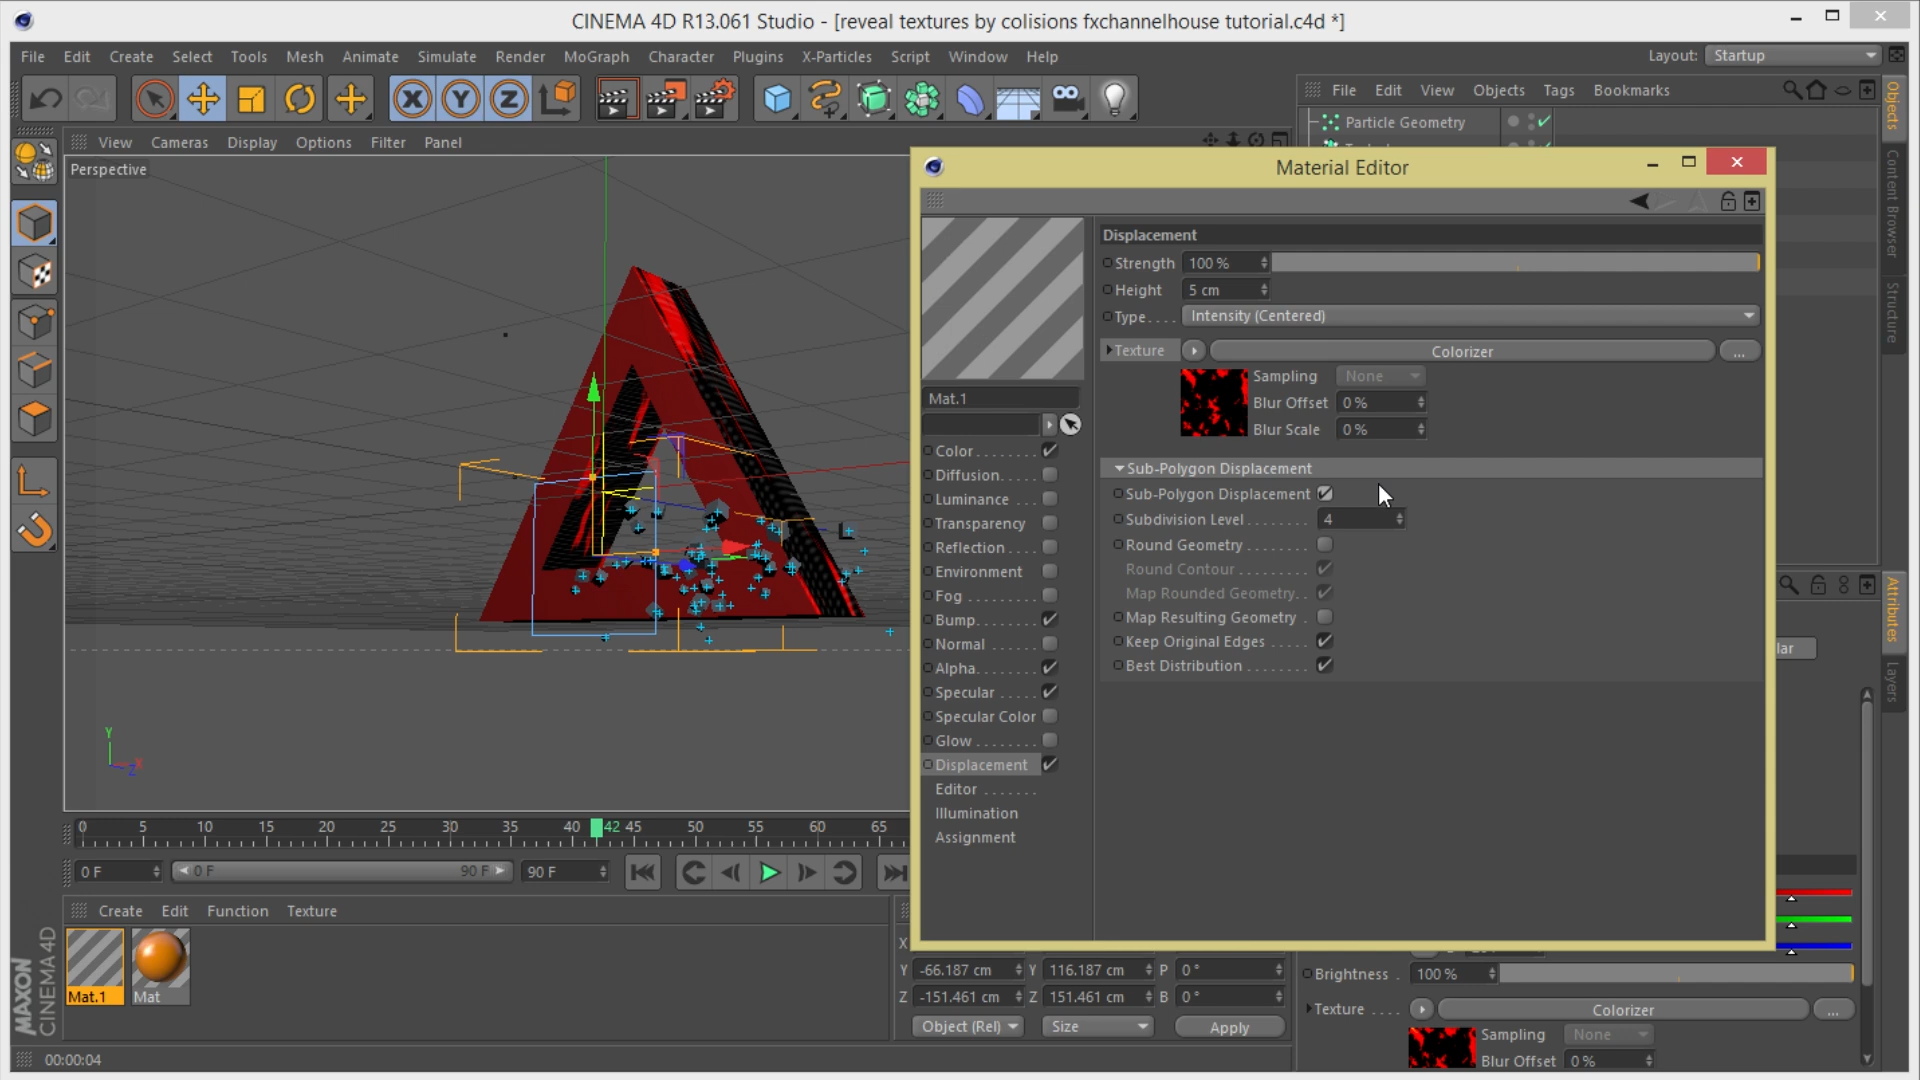 CINEMA 4D R13.061 Studio - [reveal textures by colisions fxchannelhouse tutorial.c4d *]
File Edit Create Select Tools Mesh Animate Simulate Render MoGraph Character Plugins X-Particles Script Window Help
Layout: Startup
File Edit View Objects Tags Bookmarks
Particle Geometry
View Cameras Display Options Filter Panel
Perspective
Objects
Content Browser
Structure
Attributes
Layers
Material Editor
Displacement
Strength 100 %
Height 5 cm
Type.... Intensity (Centered)
Texture Colorizer ...
Sampling None
Blur Offset 0 %
Blur Scale 0 %
Mat.1
Sub-Polygon Displacement
Sub-Polygon Displacement
Subdivision Level ........ 4
Round Geometry ........
Round Contour ........
Map Rounded Geometry..
Map Resulting Geometry .
Keep Original Edges .....
Best Distribution ........
Color ........
Diffusion.....
Luminance ...
Transparency
Reflection ....
Environment
Fog .........
Bump........
Normal ......
Alpha........
Specular .....
Specular Color
Glow ........
Displacement
Editor .......
Illumination
Assignment
lar
Y
X
Z
0 5 10 15 20 25 30 35 40 42 45 50 55 60 65
0 F 0 F 90 F 90 F
Create Edit Function Texture
Mat.1 Mat
MAXON
CINEMA 4D
X
Y -66.187 cm Y 116.187 cm P 0 °
Z -151.461 cm Z 151.461 cm B 0 °
Object (Rel) Size Apply
Brightness . 100 %
Texture .... Colorizer ...
Sampling None
Blur Offset 0 %
00:00:04